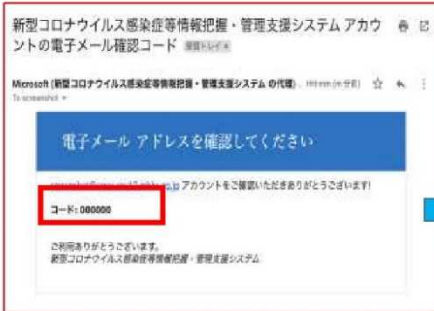 新型コロナウイルス感染症等情報把握・管理支援システム アカウ
ントの電子メール確認コード 受信トレイ×
Microsoft (新型コロナウイルス感染症等情報把握・管理支援システム の代理)
To screenshot
電子メール アドレスを確認してください
アカウントをご確認いただきありがとうございます!
コード: 000000
ご利用ありがとうございます。
新型コロナウイルス感染症等情報把握・管理支援システム